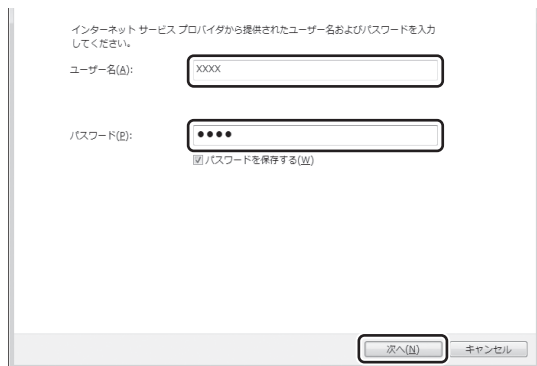 インターネット サービス プロバイダから提供されたユーザー名およびパスワードを入力
してください。
ユーザー名(A):
XXXX
パスワード(P):
●●●●
パスワードを保存する(W)
次へ(N)
キャンセル